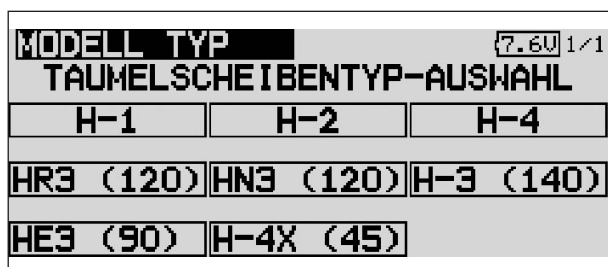 MODELL TYP 7.6V 1/1
TAUMELSCHEIBENTYP-AUSWAHL
H-1 H-2 H-4
HR3 (120) HN3 (120) H-3 (140)
HE3 (90) H-4X (45)